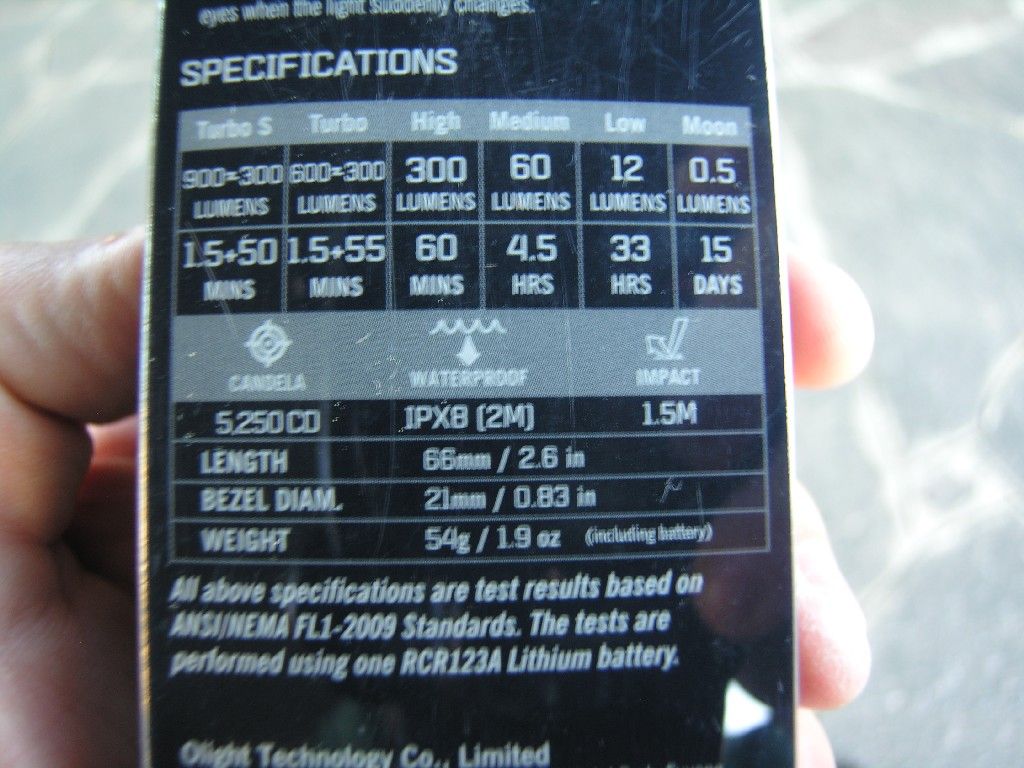 eyes when the light suddenly changes.
SPECIFICATIONS
Turbo S Turbo High Medium Low Moon
900~300 600~300 300 60 12 0.5
LUMENS LUMENS LUMENS LUMENS LUMENS LUMENS
1.5+50 1.5+55 60 4.5 33 15
MINS MINS MINS HRS HRS DAYS
CANDELA WATERPROOF IMPACT
5,250CD IPX8 (2M) 1.5M
LENGTH 66mm / 2.6 in
BEZEL DIAM. 21mm / 0.83 in
WEIGHT 54g / 1.9 oz (including battery)
All above specifications are test results based on
ANSI/NEMA FL1-2009 Standards. The tests are
performed using one RCR123A Lithium battery.
Olight Technology Co., Limited